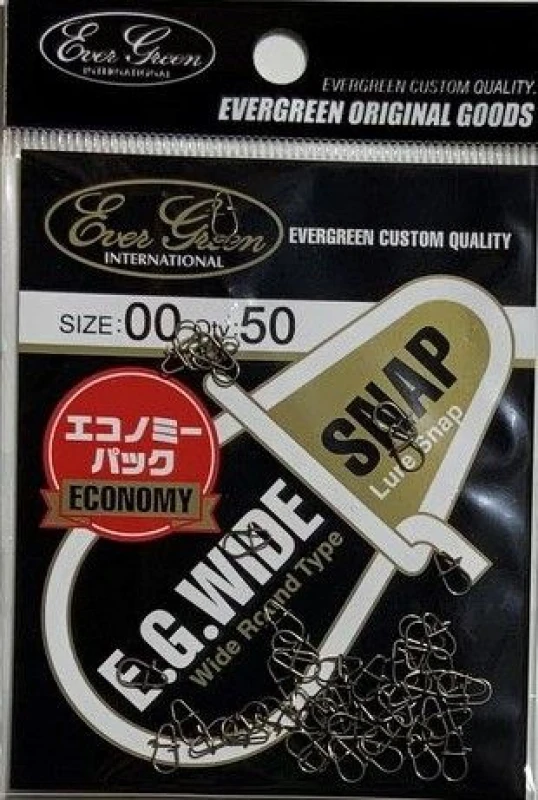 Ever Green
INTERNATIONAL
EVERGREEN CUSTOM QUALITY.
EVERGREEN ORIGINAL GOODS
Ever Green
INTERNATIONAL
EVERGREEN CUSTOM QUALITY
SIZE:00 Qty:50
エコノミー
パック
ECONOMY
SNAP
Lure Snap
E.G.WIDE
Wide Round Type